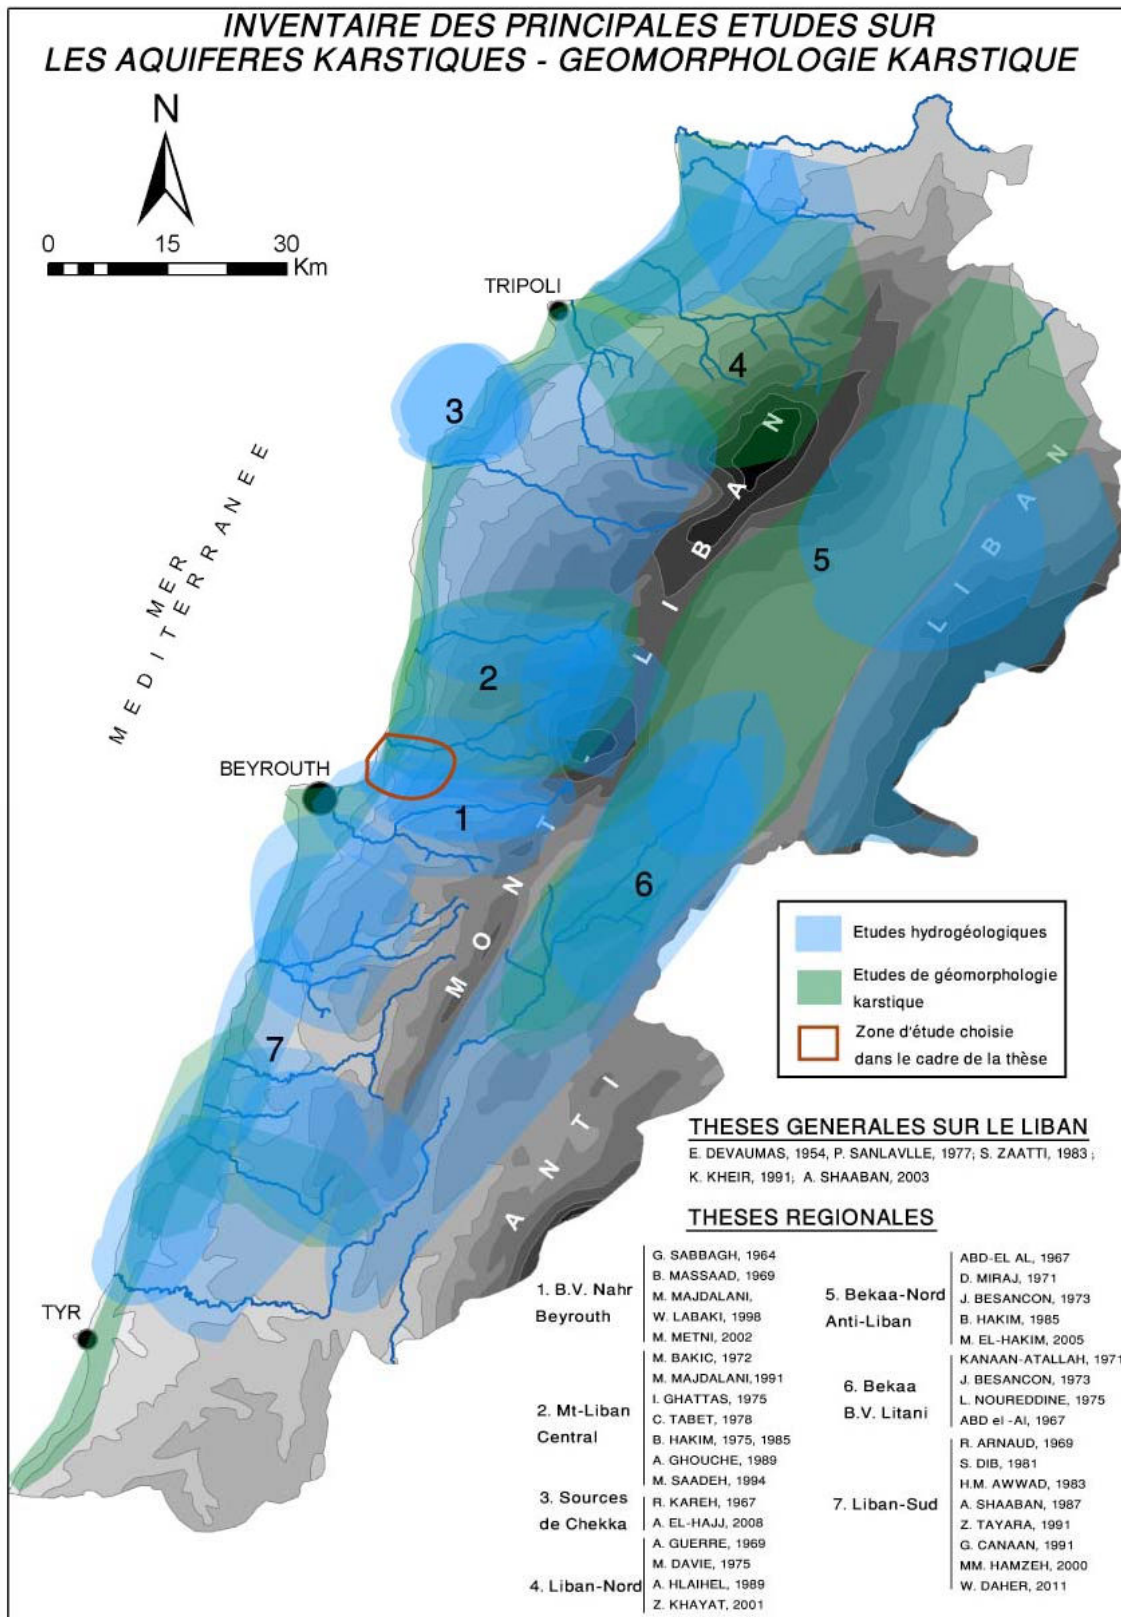 INVENTAIRE DES PRINCIPALES ETUDES SUR
LES AQUIFERES KARSTIQUES - GEOMORPHOLOGIE KARSTIQUE
N
0 15 30
Km
TRIPOLI
4
3
MER
MEDITERRANEE
5
2
BEYROUTH
1
6
7
MONT - LIBAN
ANTI LIBAN
TYR
Etudes hydrogéologiques
Etudes de géomorphologie
karstique
Zone d'étude choisie
dans le cadre de la thèse
THESES GENERALES SUR LE LIBAN
E. DEVAUMAS, 1954, P. SANLAVLLE, 1977; S. ZAATTI, 1983 ;
K. KHEIR, 1991; A. SHAABAN, 2003
THESES REGIONALES
1. B.V. Nahr
Beyrouth
G. SABBAGH, 1964
B. MASSAAD, 1969
M. MAJDALANI,
W. LABAKI, 1998
M. METNI, 2002
2. Mt-Liban
Central
M. BAKIC, 1972
M. MAJDALANI,1991
I. GHATTAS, 1975
C. TABET, 1978
B. HAKIM, 1975, 1985
A. GHOUCHE, 1989
M. SAADEH, 1994
3. Sources
de Chekka
R. KAREH, 1967
A. EL-HAJJ, 2008
4. Liban-Nord
A. GUERRE, 1969
M. DAVIE, 1975
A. HLAIHEL, 1989
Z. KHAYAT, 2001
5. Bekaa-Nord
Anti-Liban
ABD-EL AL, 1967
D. MIRAJ, 1971
J. BESANCON, 1973
B. HAKIM, 1985
M. EL-HAKIM, 2005
6. Bekaa
B.V. Litani
KANAAN-ATALLAH, 1971
J. BESANCON, 1973
L. NOUREDDINE, 1975
ABD el -Al, 1967
7. Liban-Sud
R. ARNAUD, 1969
S. DIB, 1981
H.M. AWWAD, 1983
A. SHAABAN, 1987
Z. TAYARA, 1991
G. CANAAN, 1991
MM. HAMZEH, 2000
W. DAHER, 2011